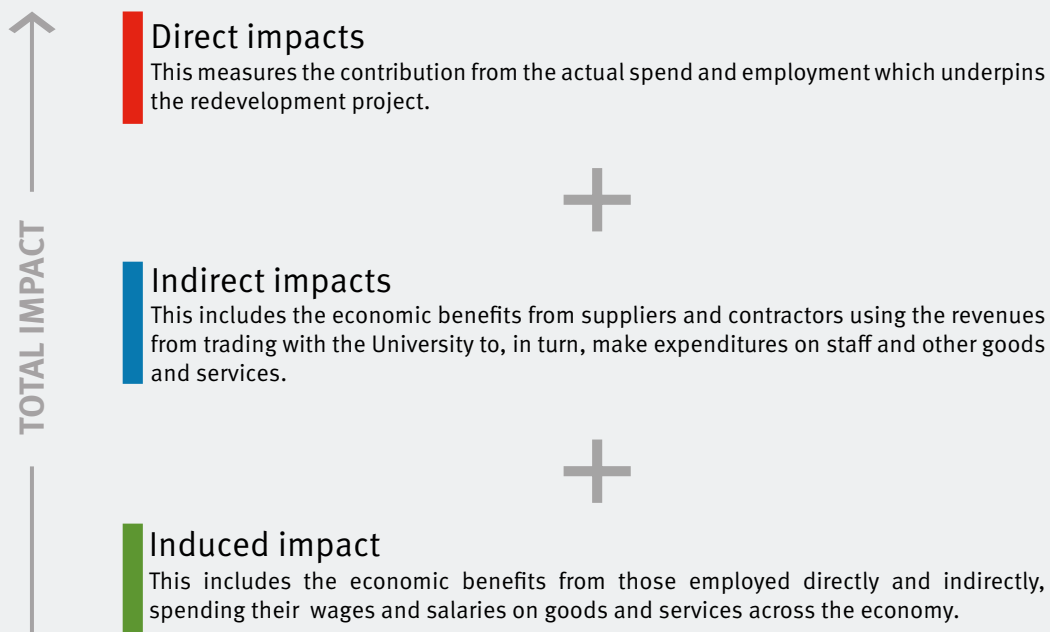 TOTAL IMPACT
Direct impacts
This measures the contribution from the actual spend and employment which underpins
the redevelopment project.
+
Indirect impacts
This includes the economic benefits from suppliers and contractors using the revenues
from trading with the University to, in turn, make expenditures on staff and other goods
and services.
+
Induced impact
This includes the economic benefits from those employed directly and indirectly,
spending their wages and salaries on goods and services across the economy.